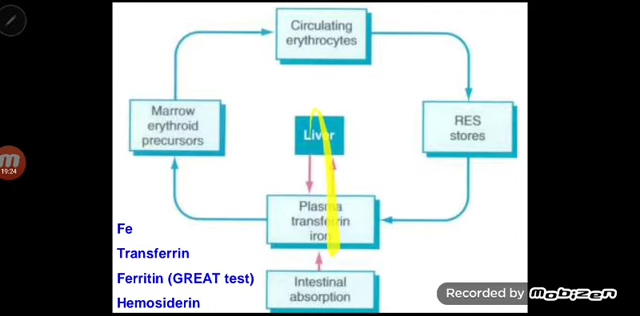 Circulating
erythrocytes
Marrow
erythroid
precursors
Liver
RES
stores
Plasma
transferrin
iron
Intestinal
absorption
Fe
Transferrin
Ferritin (GREAT test)
Hemosiderin
m
19:24
Recorded by mobizen